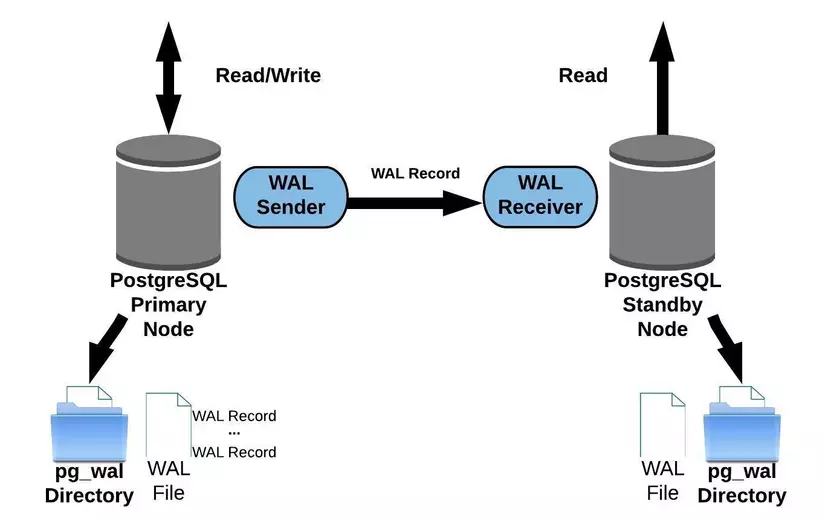 Read/Write
Read
WAL
Sender
WAL Record
WAL
Receiver
PostgreSQL
Primary
Node
PostgreSQL
Standby
Node
WAL Record
...
WAL Record
pg_wal
Directory
WAL
File
WAL
File
pg_wal
Directory